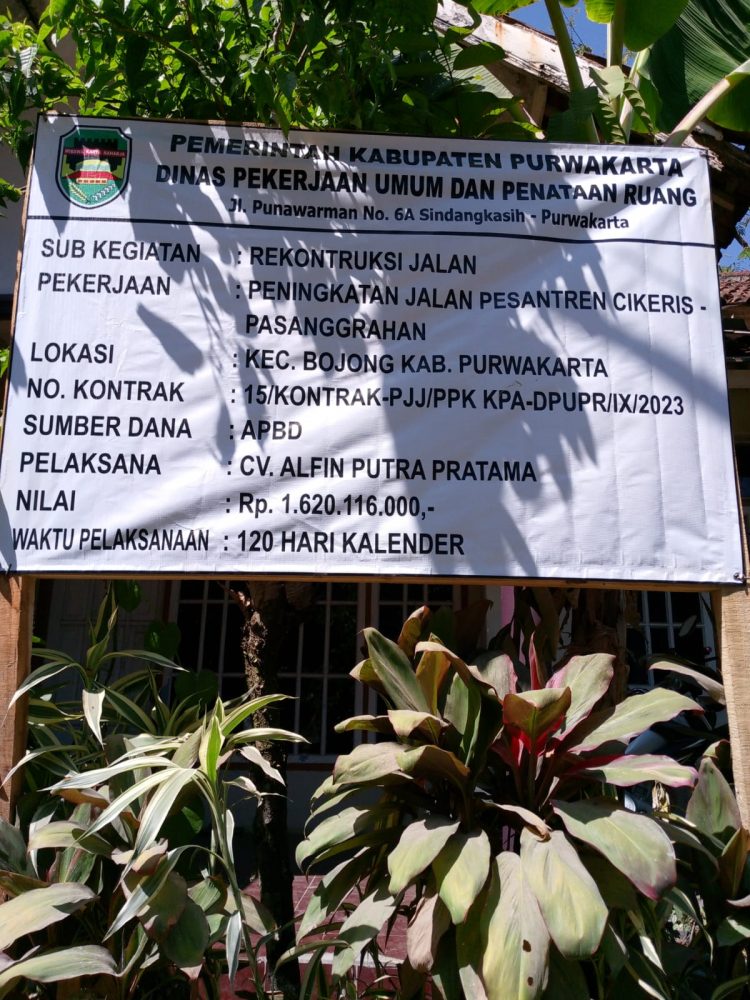 PEMERINTAH KABUPATEN PURWAKARTA
DINAS PEKERJAAN UMUM DAN PENATAAN RUANG
Jl. Punawarman No. 6A Sindangkasih - Purwakarta
SUB KEGIATAN : REKONTRUKSI JALAN
PEKERJAAN : PENINGKATAN JALAN PESANTREN CIKERIS -
PASANGGRAHAN
LOKASI : KEC. BOJONG KAB. PURWAKARTA
NO. KONTRAK : 15/KONTRAK-PJJ/PPK KPA-DPUPR/IX/2023
SUMBER DANA : APBD
PELAKSANA : CV. ALFIN PUTRA PRATAMA
NILAI : Rp. 1.620.116.000,-
WAKTU PELAKSANAAN : 120 HARI KALENDER